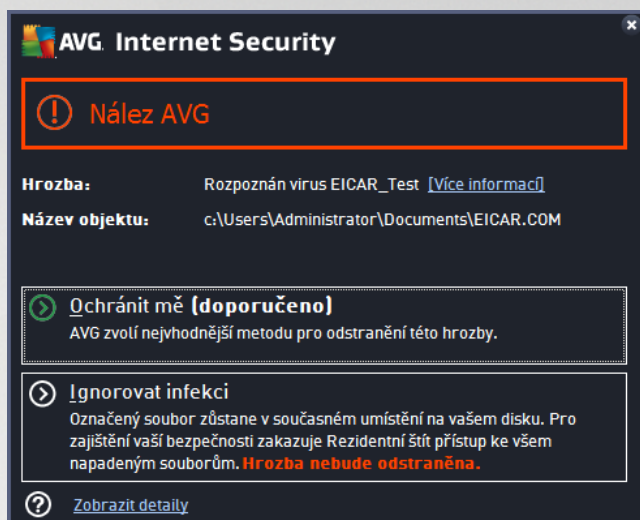 AVG. Internet Security
Nález AVG
Hrozba: Rozpoznán virus EICAR_Test [Více informací]
Název objektu: c:\Users\Administrator\Documents\EICAR.COM
Ochránit mě (doporučeno)
AVG zvolí nejvhodnější metodu pro odstranění této hrozby.
Ignorovat infekci
Označený soubor zůstane v současném umístění na vašem disku. Pro
zajištění vaší bezpečnosti zakazuje Rezidentní štít přístup ke všem
napadeným souborům. Hrozba nebude odstraněna.
Zobrazit detaily